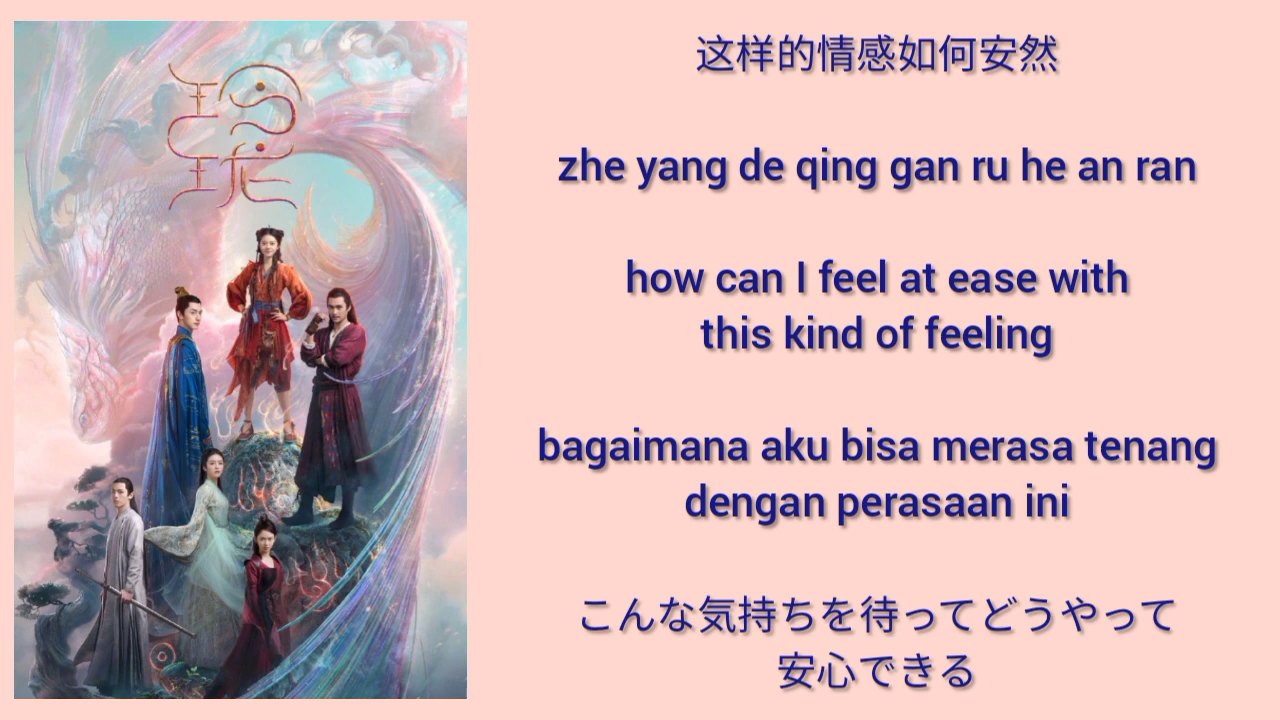 玲
珑
这样的情感如何安然
zhe yang de qing gan ru he an ran
how can I feel at ease with
this kind of feeling
bagaimana aku bisa merasa tenang
dengan perasaan ini
こんな気持ちを待ってどうやって
安心できる